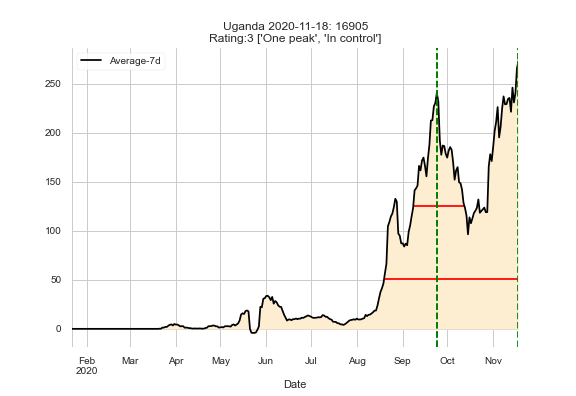 Uganda 2020-11-18: 16905
Rating:3 ['One peak', 'In control']
Average-7d
250
200
150
100
50
0
Feb Mar Apr May Jun Jul Aug Sep Oct Nov
2020
Date